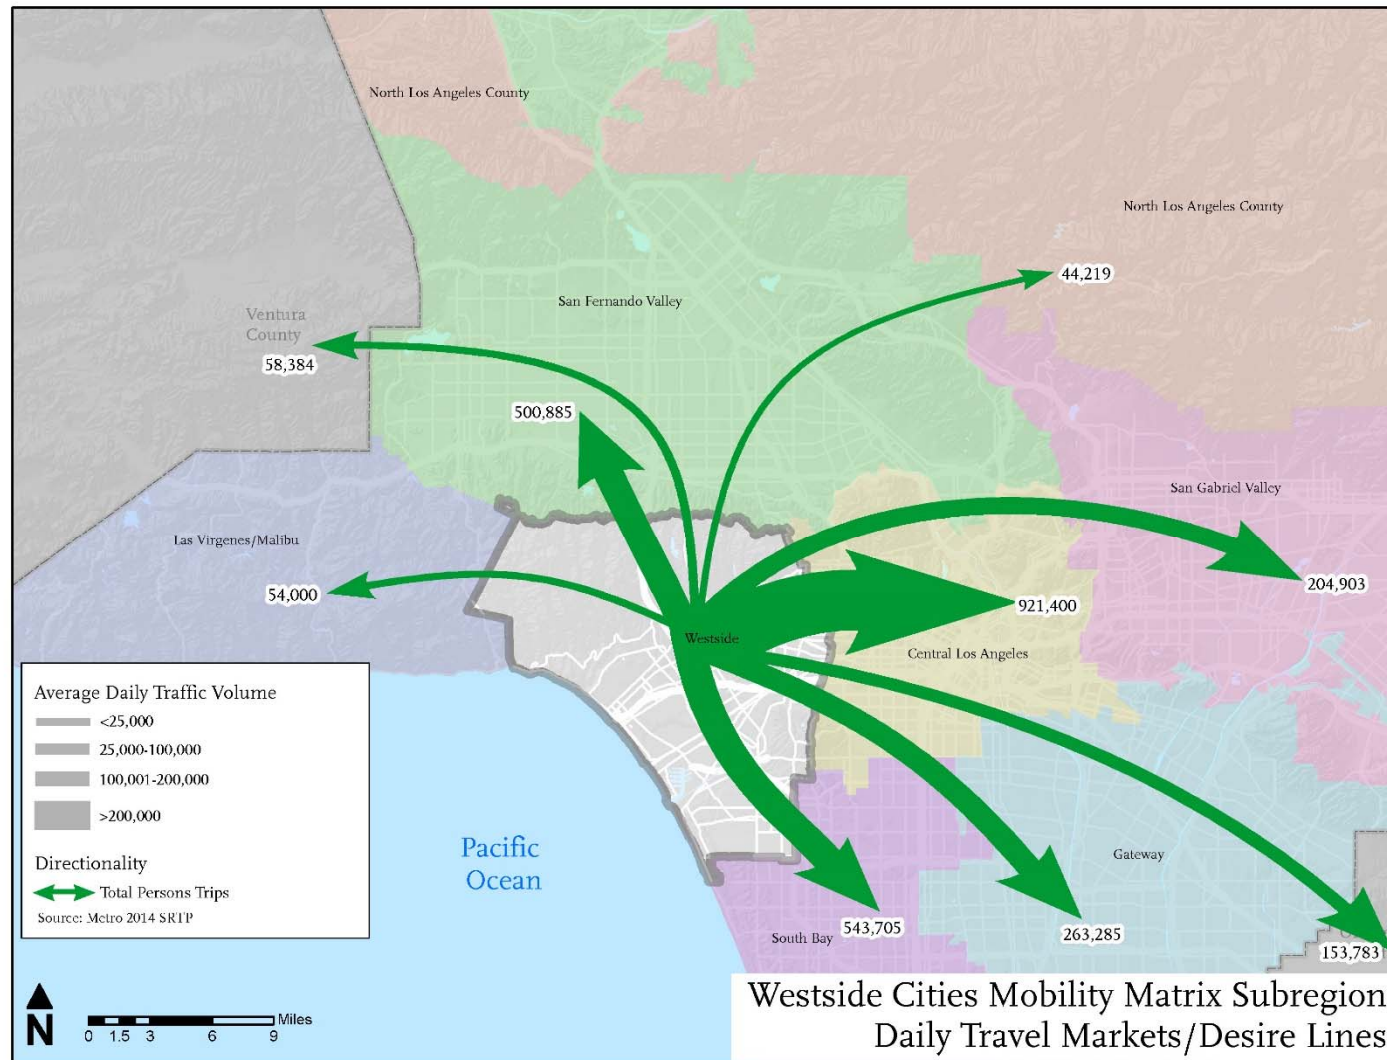 North Los Angeles County
North Los Angeles County
44,219
San Fernando Valley
Ventura
County
58,384
500,885
San Gabriel Valley
Las Virgenes/Malibu
54,000
204,903
921,400
Westside
Central Los Angeles
Average Daily Traffic Volume
<25,000
25,000-100,000
100,001-200,000
>200,000
Directionality
Total Persons Trips
Source: Metro 2014 SRTP
Pacific
Ocean
Gateway
543,705
South Bay
263,285
153,783
N
0 1.5 3 6 9 Miles
Westside Cities Mobility Matrix Subregion
Daily Travel Markets/Desire Lines